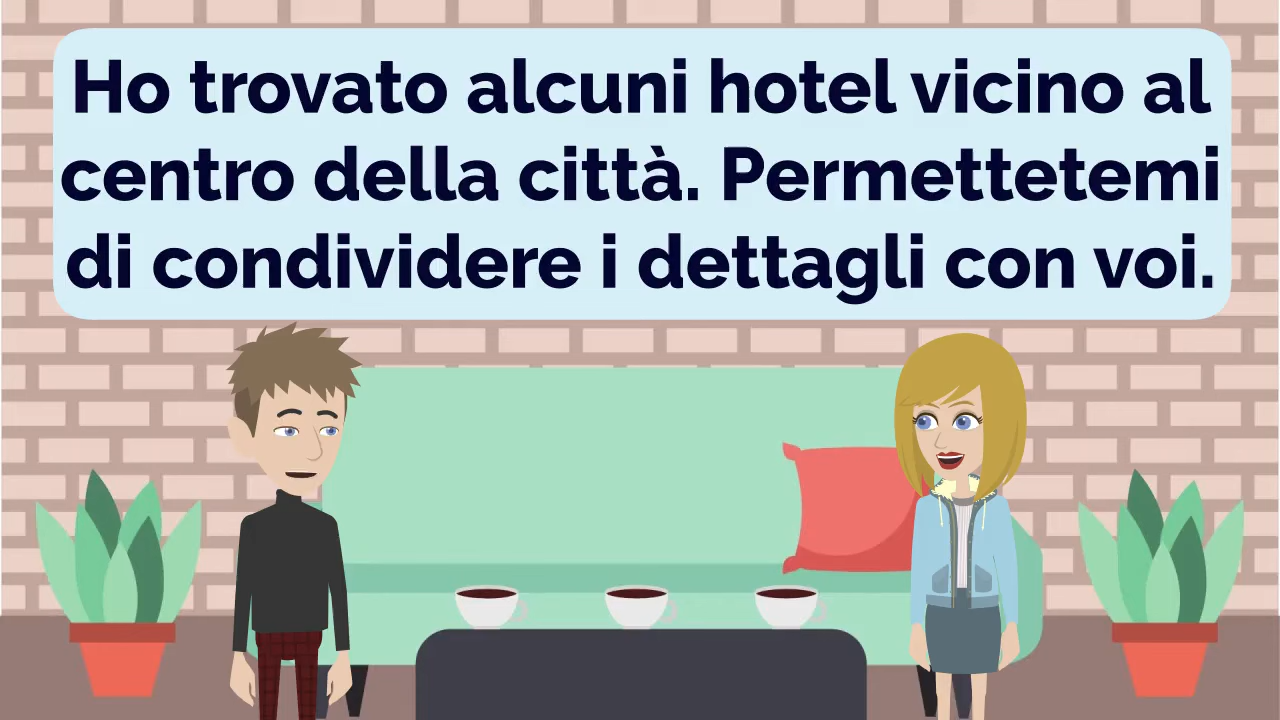 Ho trovato alcuni hotel vicino al
centro della città. Permettetemi
di condividere i dettagli con voi.